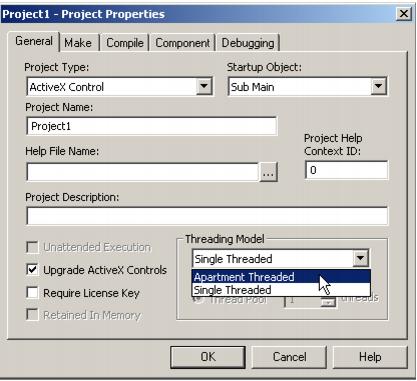 Project1 - Project Properties
General Make Compile Component Debugging
Project Type: Startup Object:
ActiveX Control Sub Main
Project Name:
Project1
Project Help
Context ID:
Help File Name:
... 0
Project Description:
Unattended Execution
Upgrade ActiveX Controls
Require License Key
Retained In Memory
Threading Model
Single Threaded
Apartment Threaded
Single Threaded
Thread Pool 1 threads
OK Cancel Help